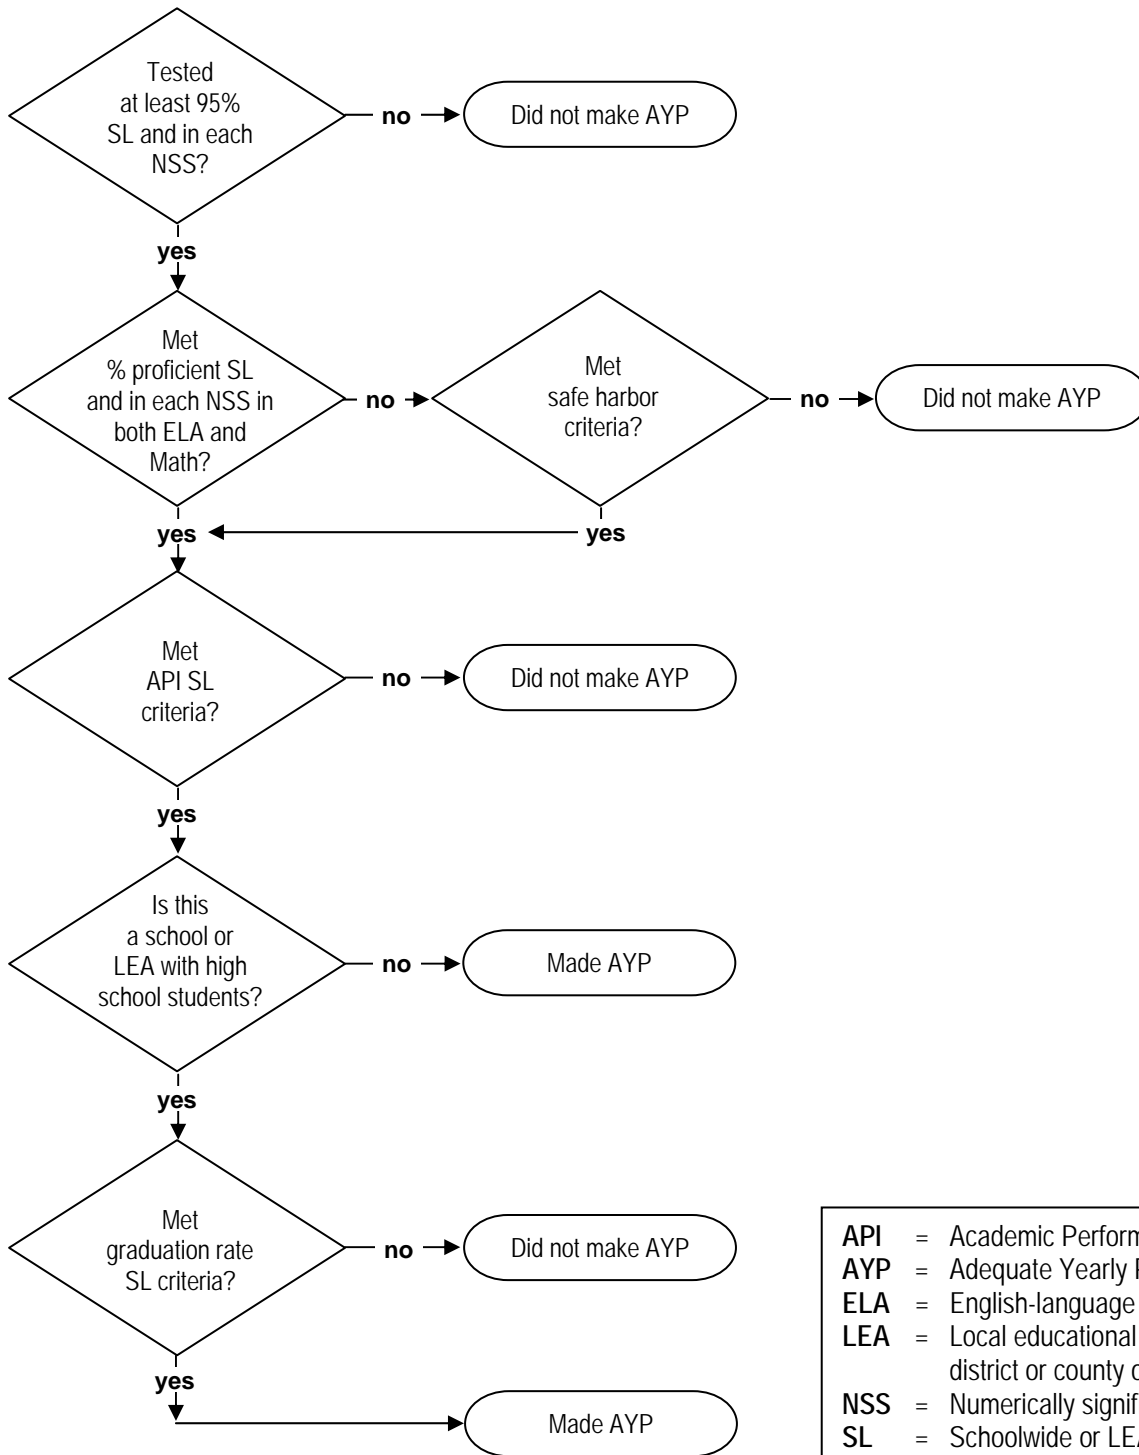 Tested
at least 95%
SL and in each
NSS?
no
Did not make AYP
yes
Met
% proficient SL
and in each NSS in
both ELA and
Math?
no
Met
safe harbor
criteria?
no
Did not make AYP
yes
yes
Met
API SL
criteria?
no
Did not make AYP
yes
Is this
a school or
LEA with high
school students?
no
Made AYP
yes
Met
graduation rate
SL criteria?
no
Did not make AYP
yes
Made AYP
API = Academic
AYP = Adequate Yearly
ELA = English-language
LEA = Local educational
district or county
NSS = Numerically
SL = Schoolwide or